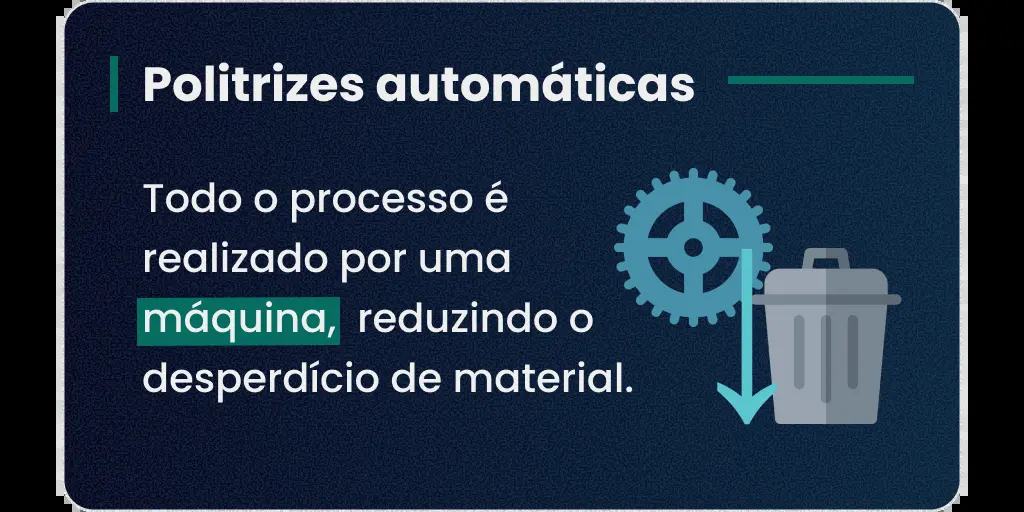 Politrizes automáticas
Todo o processo é
realizado por uma
máquina, reduzindo o
desperdício de material.